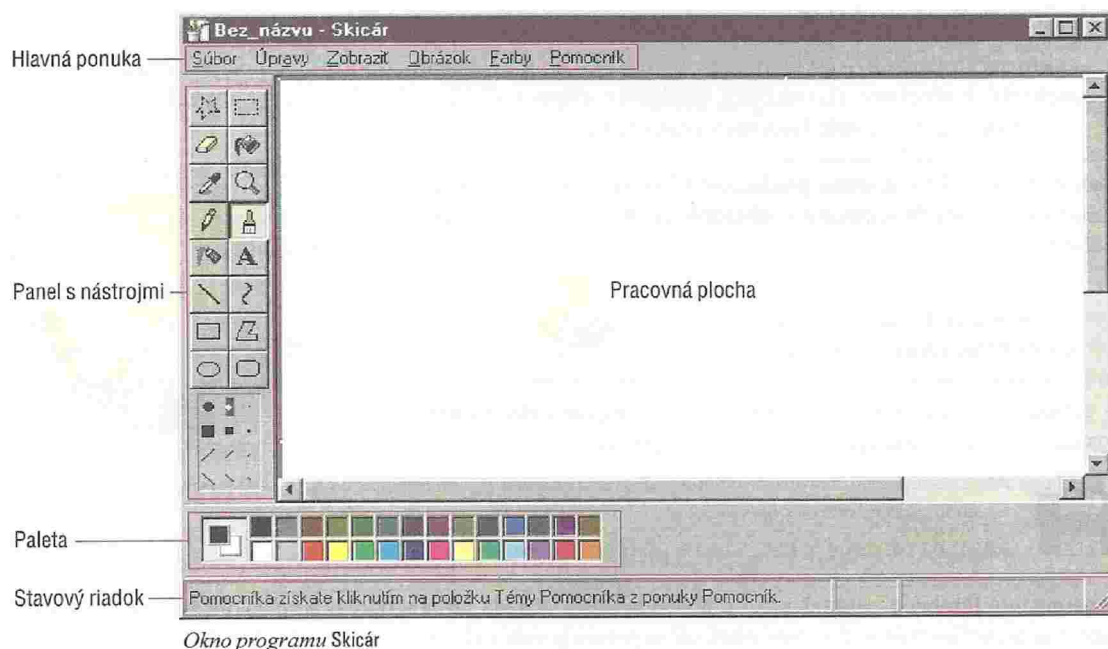 Bez_názvu - Skicár
Hlavná ponuka
Súbor Úpravy Zobraziť Obrázok Farby Pomocník
A
Panel s nástrojmi
Pracovná plocha
Paleta
Stavový riadok
Pomocníka získate kliknutím na položku Témy Pomocníka z ponuky Pomocník.
Okno programu Skicár